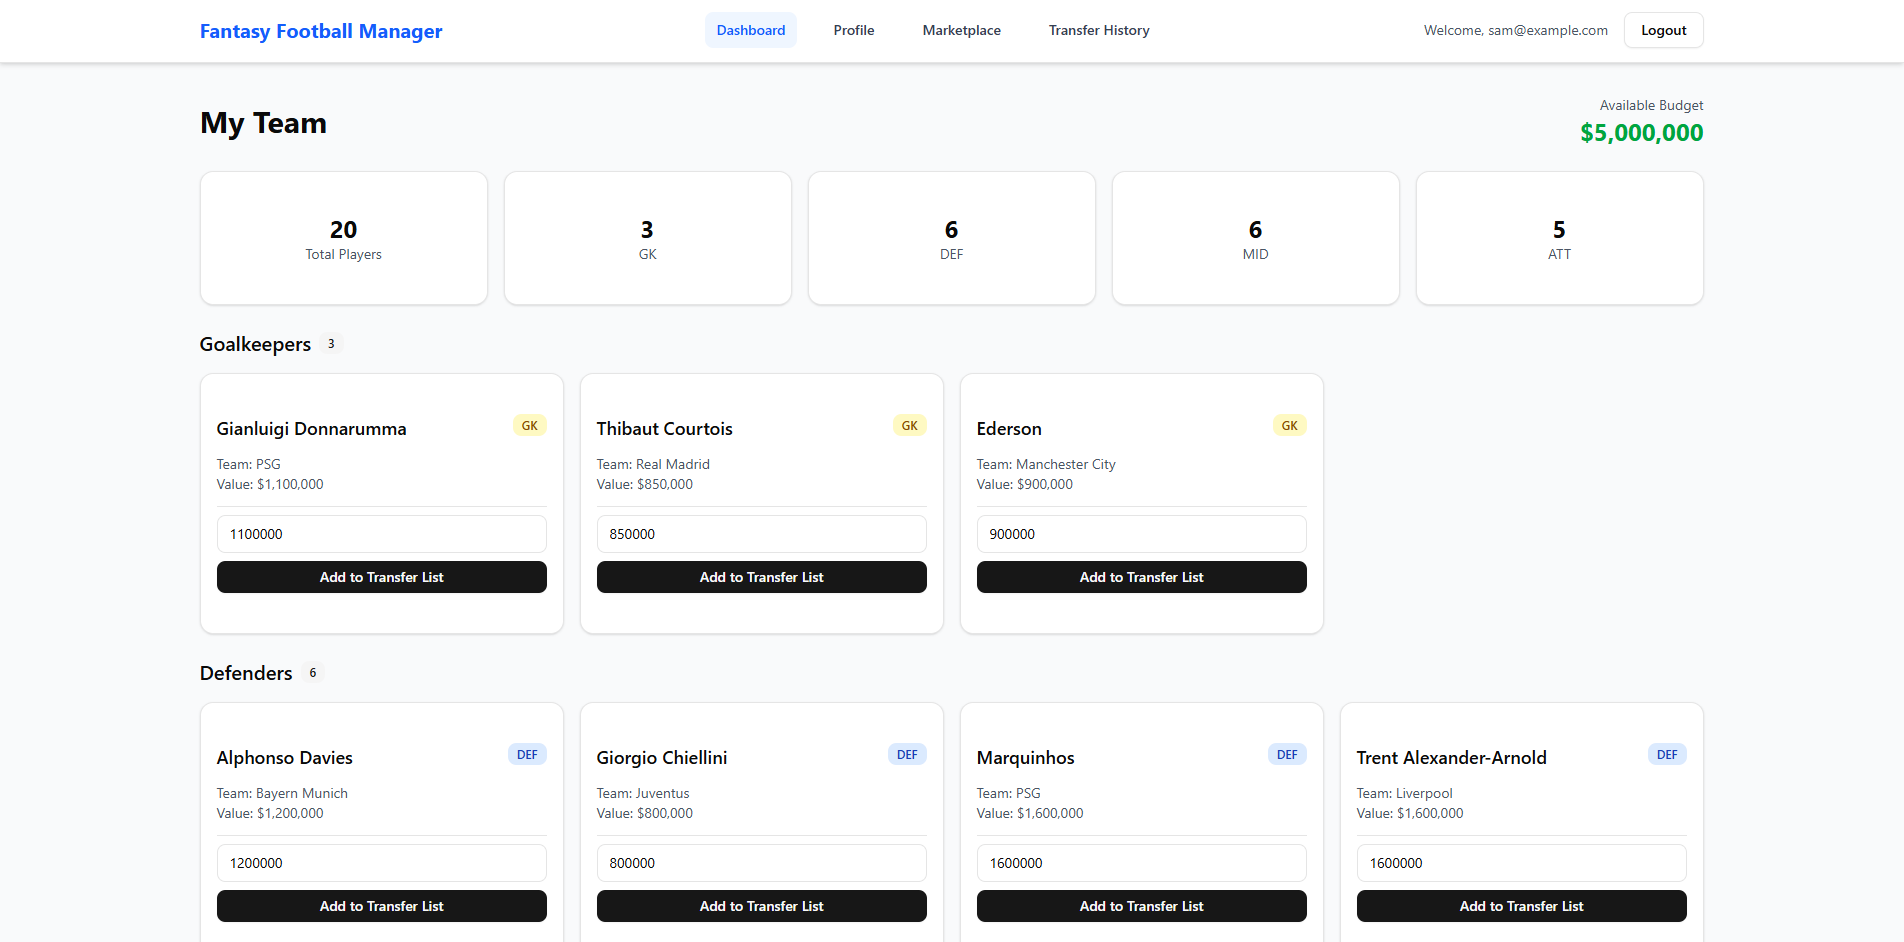 Fantasy Football Manager
Dashboard
Profile
Marketplace
Transfer History
Welcome, sam@example.com
Logout
My Team
Available Budget
$5,000,000
20
Total Players
3
GK
6
DEF
6
MID
5
ATT
Goalkeepers 3
Gianluigi Donnarumma
GK
Team: PSG
Value: $1,100,000
1100000
Add to Transfer List
Thibaut Courtois
GK
Team: Real Madrid
Value: $850,000
850000
Add to Transfer List
Ederson
GK
Team: Manchester City
Value: $900,000
900000
Add to Transfer List
Defenders 6
Alphonso Davies
DEF
Team: Bayern Munich
Value: $1,200,000
1200000
Add to Transfer List
Giorgio Chiellini
DEF
Team: Juventus
Value: $800,000
800000
Add to Transfer List
Marquinhos
DEF
Team: PSG
Value: $1,600,000
1600000
Add to Transfer List
Trent Alexander-Arnold
DEF
Team: Liverpool
Value: $1,600,000
1600000
Add to Transfer List